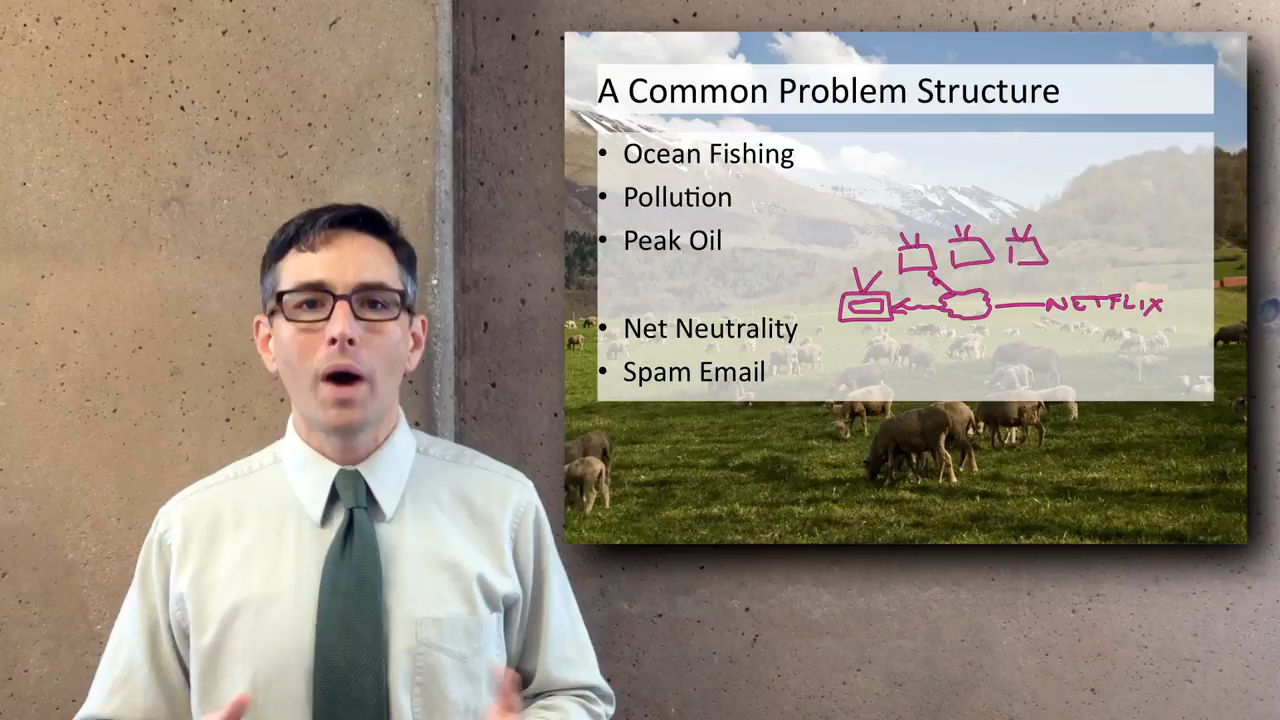 A Common Problem Structure
• Ocean Fishing
• Pollution
• Peak Oil
NETFLIX
• Net Neutrality
• Spam Email